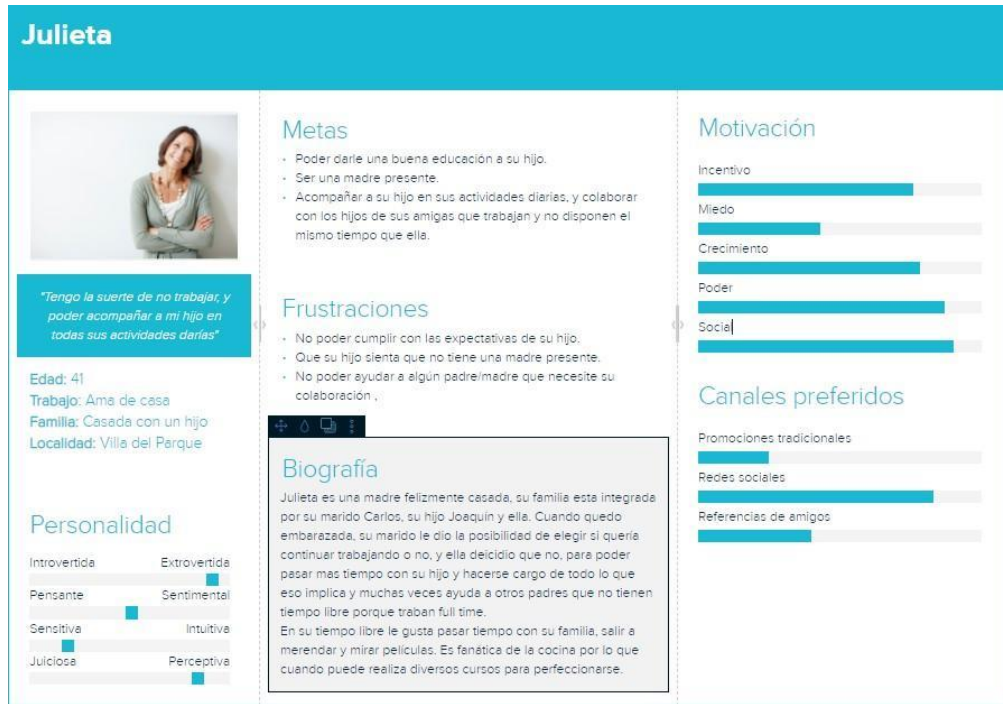 Julieta
"Tengo la suerte de no trabajar, y
poder acompañar a mi hijo en
todas sus actividades darías"
Edad: 41
Trabajo: Ama de casa
Familia: Casada con un hijo
Localidad: Villa del Parque
Personalidad
Introvertida Extrovertida
Pensante Sentimental
Sensitiva Intuitiva
Juiciosa Perceptiva
Metas
• Poder darle una buena educación a su hijo.
• Ser una madre presente.
• Acompañar a su hijo en sus actividades diarias, y colaborar
con los hijos de sus amigas que trabajan y no disponen el
mismo tiempo que ella.
Frustraciones
• No poder cumplir con las expectativas de su hijo.
• Que su hijo sienta que no tiene una madre presente.
• No poder ayudar a algún padre/madre que necesite su
colaboración ,
Biografía
Julieta es una madre felizmente casada, su familia esta integrada
por su marido Carlos, su hijo Joaquín y ella. Cuando quedo
embarazada, su marido le dio la posibilidad de elegir si quería
continuar trabajando o no, y ella deicidio que no, para poder
pasar mas tiempo con su hijo y hacerse cargo de todo lo que
eso implica y muchas veces ayuda a otros padres que no tienen
tiempo libre porque traban full time.
En su tiempo libre le gusta pasar tiempo con su familia, salir a
merendar y mirar películas. Es fanática de la cocina por lo que
cuando puede realiza diversos cursos para perfeccionarse.
Motivación
Incentivo
Miedo
Crecimiento
Poder
Social
Canales preferidos
Promociones tradicionales
Redes sociales
Referencias de amigos